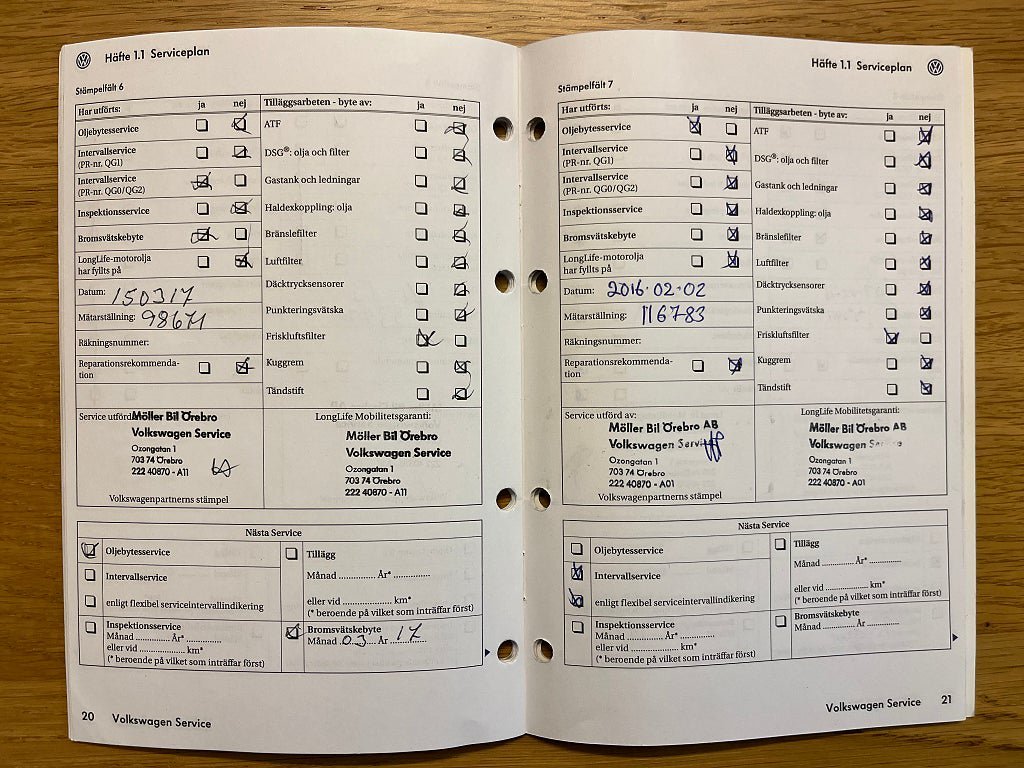 Häfte 1.1 Serviceplan
Stämpelfält 6
Har utförts: ja nej
Oljebytesservice
Intervallservice
(PR-nr. QG1)
Intervallservice
(PR-nr. QG0/QG2)
Inspektionsservice
Bromsvätskebyte
LongLife-motorolja
har fyllts på
Datum: 150317
Mätarställning: 98671
Räkningsnummer:
Reparationsrekommenda-
tion
Tilläggsarbeten - byte av: ja nej
ATF
DSG®: olja och filter
Gastank och ledningar
Haldexkoppling: olja
Bränslefilter
Luftfilter
Däcktrycksensorer
Punkteringsvätska
Friskluftsfilter
Kuggrem
Tändstift
Service utförd
Möller Bil Örebro
Volkswagen Service
Ozongatan 1
703 74 Örebro
222 40870 - A11
Volkswagenpartnerns stämpel
LongLife Mobilitetsgaranti:
Möller Bil Örebro
Volkswagen Service
Ozongatan 1
703 74 Örebro
222 40870 - A11
Nästa Service
Oljebytesservice
Intervallservice
enligt flexibel serviceintervallindikering
Inspektionsservice
Månad ............ År* ............
eller vid ............ km*
(* beroende på vilket som inträffar först)
Tillägg
Månad ............ År* ............
eller vid ............ km*
(* beroende på vilket som inträffar först)
Bromsvätskebyte
Månad 03 År 17
20 Volkswagen Service
Häfte 1.1 Serviceplan
Stämpelfält 7
Har utförts: ja nej
Oljebytesservice
Intervallservice
(PR-nr. QG1)
Intervallservice
(PR-nr. QG0/QG2)
Inspektionsservice
Bromsvätskebyte
LongLife-motorolja
har fyllts på
Datum: 2016-02-02
Mätarställning: 116783
Räkningsnummer:
Reparationsrekommenda-
tion
Tilläggsarbeten - byte av: ja nej
ATF
DSG®: olja och filter
Gastank och ledningar
Haldexkoppling: olja
Bränslefilter
Luftfilter
Däcktrycksensorer
Punkteringsvätska
Friskluftsfilter
Kuggrem
Tändstift
Service utförd av:
Möller Bil Örebro AB
Volkswagen Service
Ozongatan 1
703 74 Örebro
222 40870 - A01
Volkswagenpartnerns stämpel
LongLife Mobilitetsgaranti:
Möller Bil Örebro AB
Volkswagen Service
Ozongatan 1
703 74 Örebro
222 40870 - A01
Nästa Service
Oljebytesservice
Intervallservice
enligt flexibel serviceintervallindikering
Inspektionsservice
Månad ............ År* ............
eller vid ............ km*
(* beroende på vilket som inträffar först)
Tillägg
Månad ............ År* ............
eller vid ............ km*
(* beroende på vilket som inträffar först)
Bromsvätskebyte
Månad ............ År ............
Volkswagen Service 21